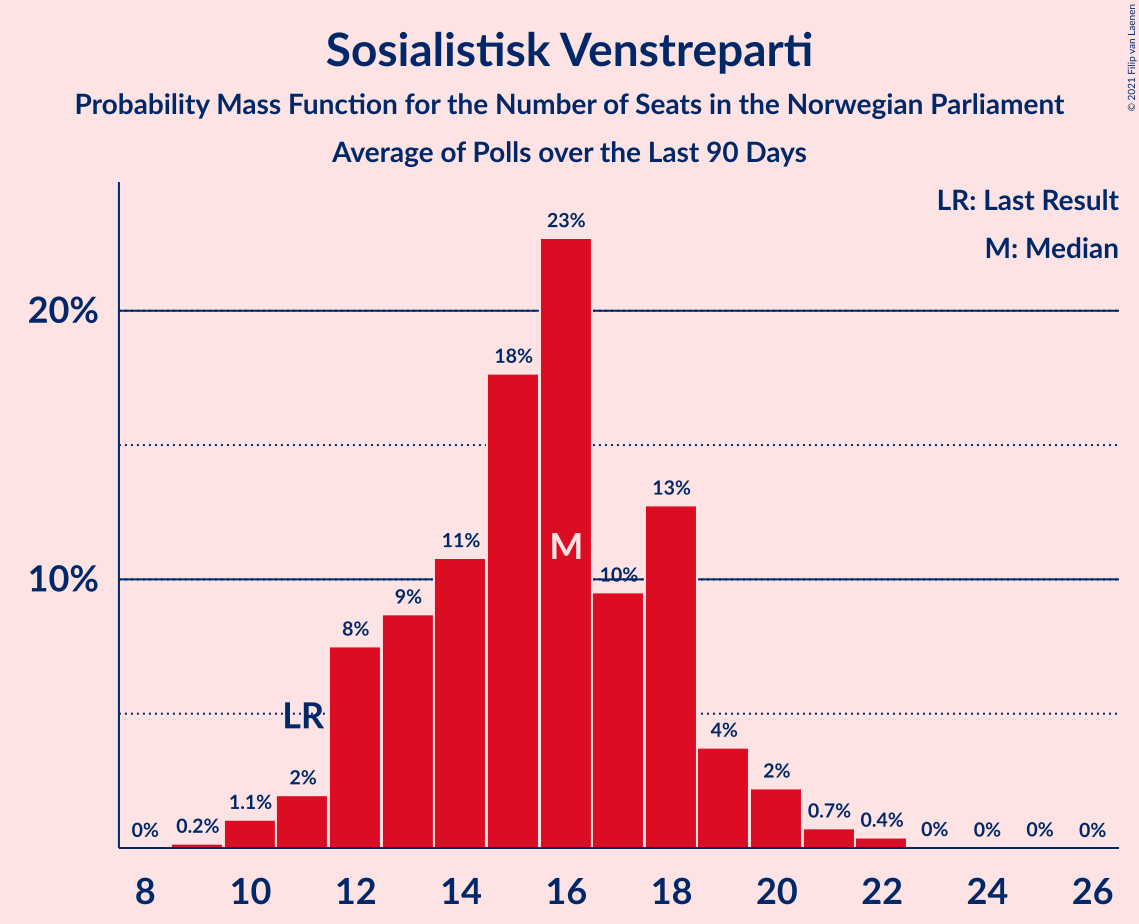 Sosialistisk Venstreparti
Probability Mass Function for the Number of Seats in the Norwegian Parliament
Average of Polls over the Last 90 Days
© 2021 Filip van Laenen
LR: Last Result
M: Median
20%
10%
0%
0.2%
1.1%
2%
8%
9%
11%
18%
23%
10%
13%
4%
2%
0.7%
0.4%
0%
0%
0%
0%
LR
M
8 10 12 14 16 18 20 22 24 26